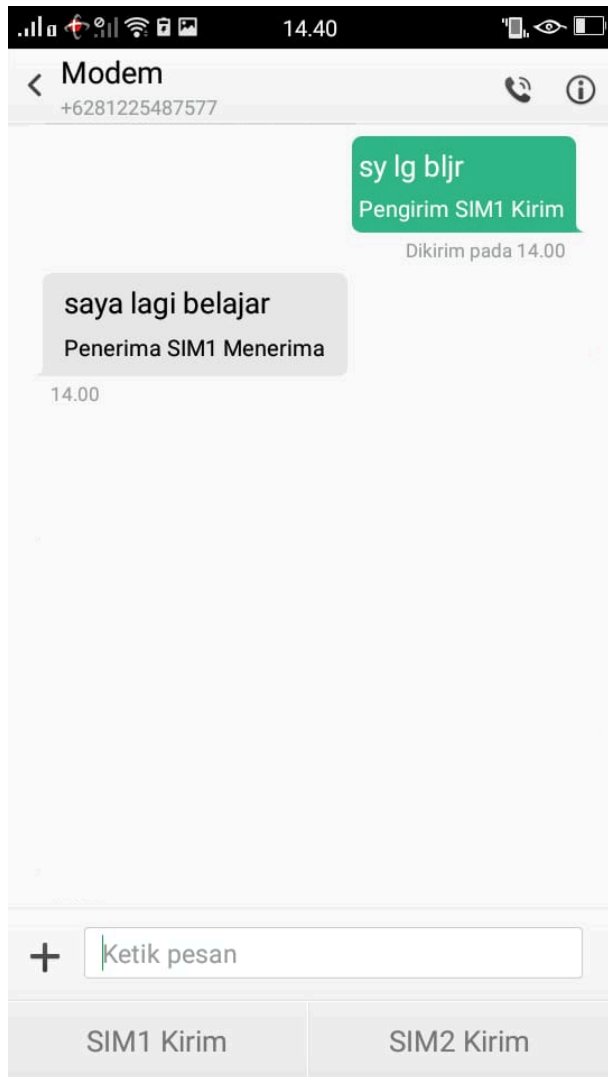 14.40
Modem
+6281225487577
sy lg bljr
Pengirim SIM1 Kirim
Dikirim pada 14.00
saya lagi belajar
Penerima SIM1 Menerima
14.00
Ketik pesan
SIM1 Kirim
SIM2 Kirim